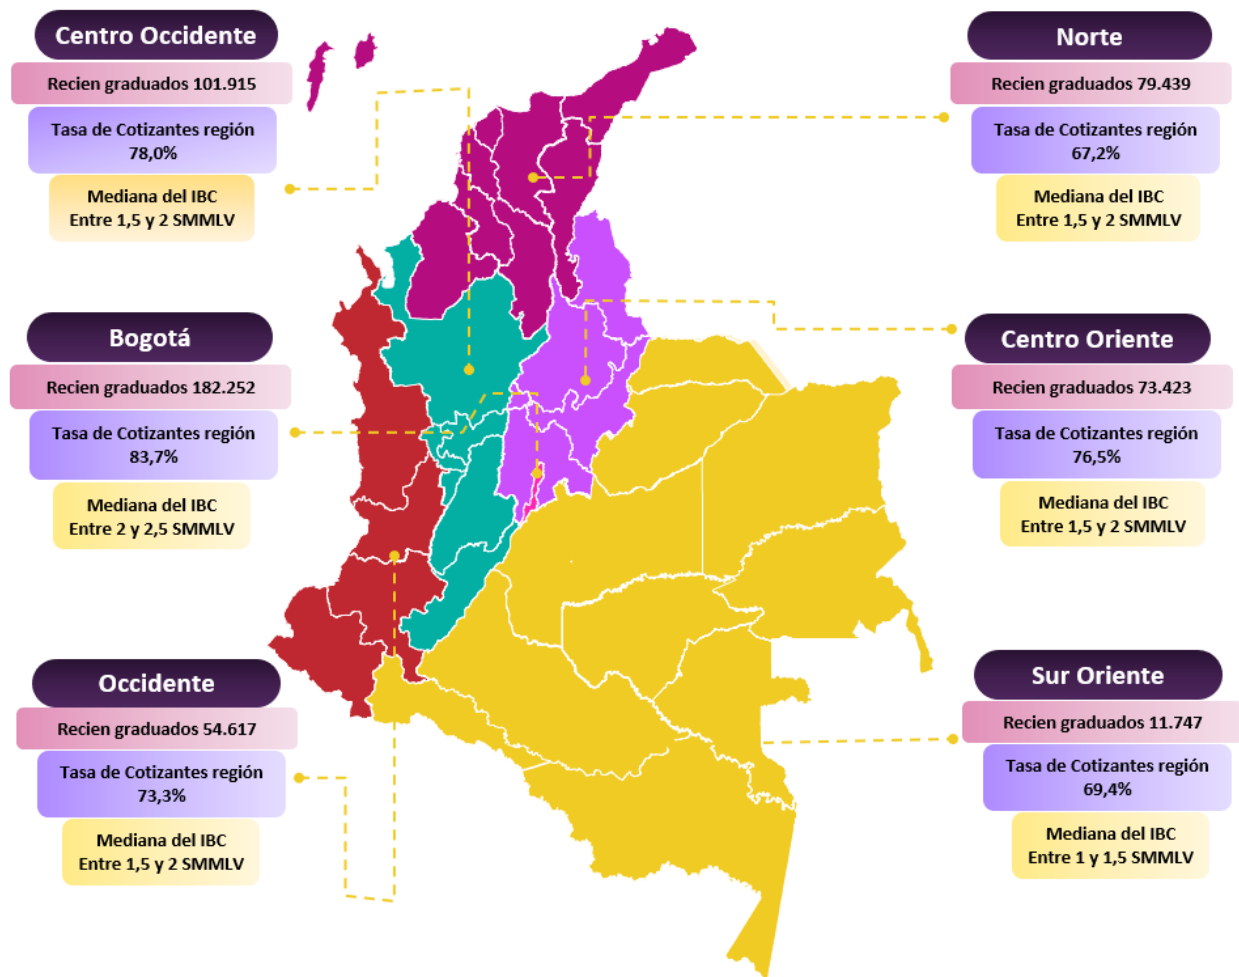 Centro Occidente
Recien graduados 101.915
Tasa de Cotizantes región
78,0%
Mediana del IBC
Entre 1,5 y 2 SMMLV
Norte
Recien graduados 79.439
Tasa de Cotizantes región
67,2%
Mediana del IBC
Entre 1,5 y 2 SMMLV
Bogotá
Recien graduados 182.252
Tasa de Cotizantes región
83,7%
Mediana del IBC
Entre 2 y 2,5 SMMLV
Centro Oriente
Recien graduados 73.423
Tasa de Cotizantes región
76,5%
Mediana del IBC
Entre 1,5 y 2 SMMLV
Occidente
Recien graduados 54.617
Tasa de Cotizantes región
73,3%
Mediana del IBC
Entre 1,5 y 2 SMMLV
Sur Oriente
Recien graduados 11.747
Tasa de Cotizantes región
69,4%
Mediana del IBC
Entre 1 y 1,5 SMMLV